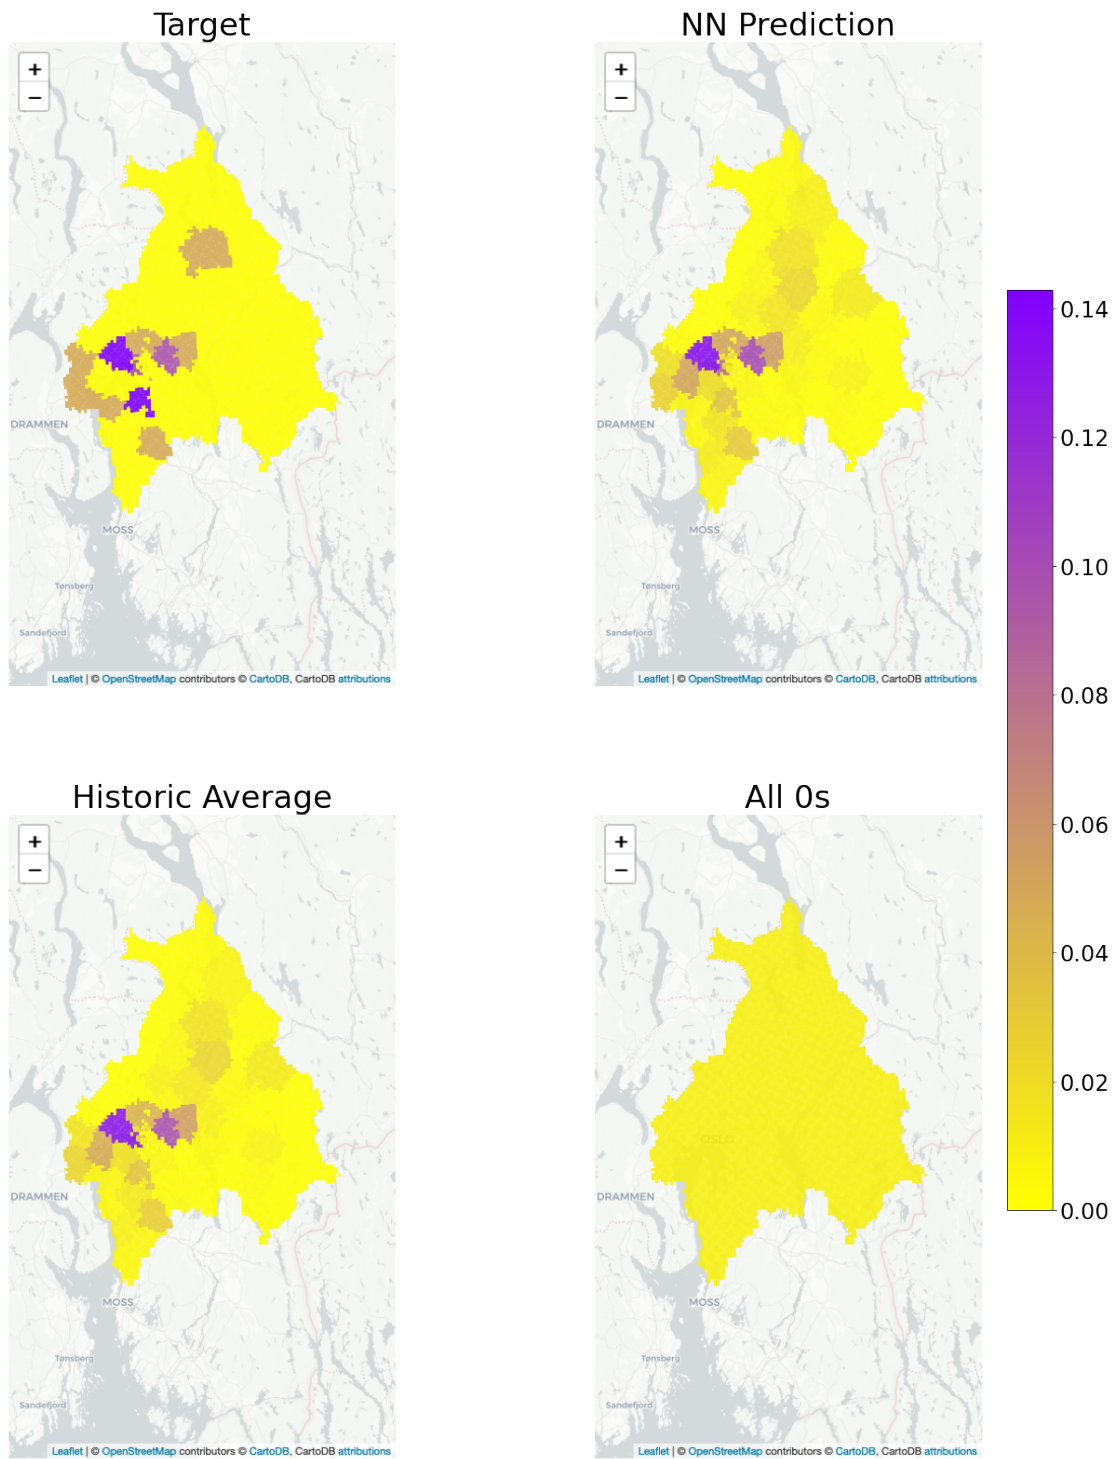 Target
NN Prediction
+
−
DRAMMEN
MOSS
Tønsberg
Sandefjord
Leaflet | © OpenStreetMap contributors © CartoDB, CartoDB attributions
+
−
DRAMMEN
MOSS
Tønsberg
Sandefjord
Leaflet | © OpenStreetMap contributors © CartoDB, CartoDB attributions
0.14
0.12
0.10
0.08
0.06
0.04
0.02
0.00
Historic Average
All 0s
+
−
DRAMMEN
MOSS
Tønsberg
Sandefjord
Leaflet | © OpenStreetMap contributors © CartoDB, CartoDB attributions
+
−
OSLO
DRAMMEN
MOSS
Tønsberg
Sandefjord
Leaflet | © OpenStreetMap contributors © CartoDB, CartoDB attributions